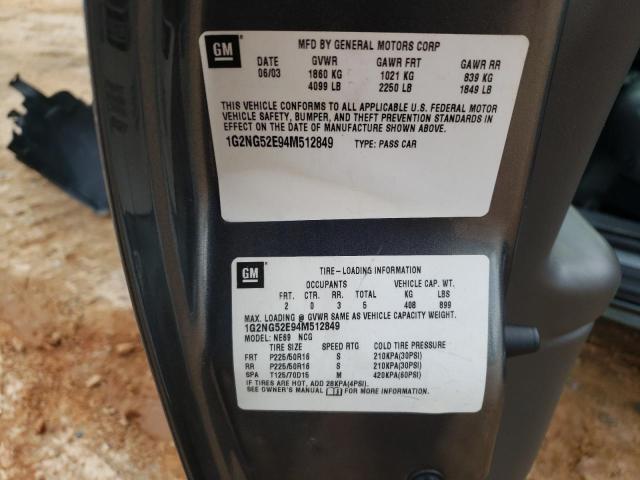 GM
MFD BY GENERAL MOTORS CORP
DATE GVWR GAWR FRT GAWR RR
06/03 1860 KG 1021 KG 839 KG
4099 LB 2250 LB 1849 LB
THIS VEHICLE CONFORMS TO ALL APPLICABLE U.S. FEDERAL MOTOR
VEHICLE SAFETY, BUMPER, AND THEFT PREVENTION STANDARDS IN
EFFECT ON THE DATE OF MANUFACTURE SHOWN ABOVE.
1G2NG52E94M512849 TYPE: PASS CAR
GM
TIRE-LOADING INFORMATION
OCCUPANTS VEHICLE CAP. WT.
FRT. CTR. RR. TOTAL KG LBS
2 0 3 5 408 899
MAX. LOADING @ GVWR SAME AS VEHICLE CAPACITY WEIGHT.
1G2NG52E94M512849
MODEL: NE69 NCG
TIRE SIZE SPEED RTG COLD TIRE PRESSURE
FRT P225/50R16 S 210KPA(30PSI)
RR P225/50R16 S 210KPA(30PSI)
SPA T125/70D15 M 420KPA(60PSI)
IF TIRES ARE HOT, ADD 28KPA(4PSI)
SEE OWNER'S MANUAL FOR MORE INFORMATION.